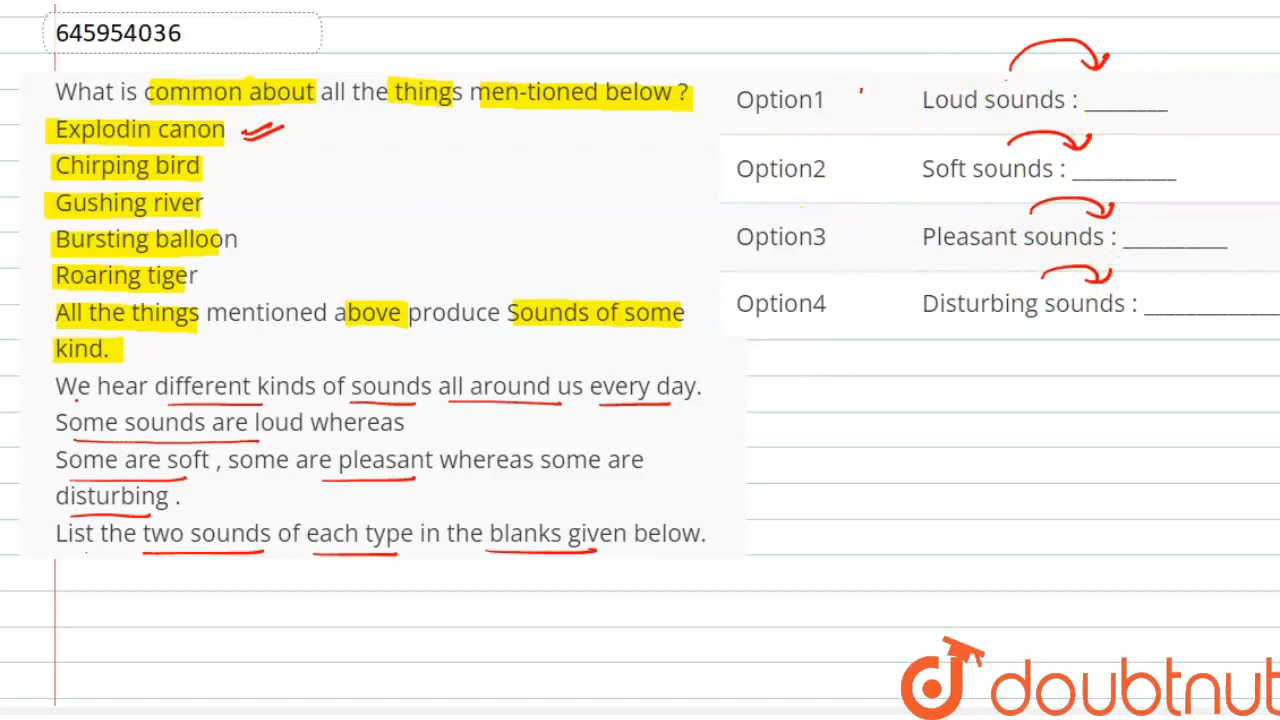 645954036
What is common about all the things men-tioned below ?
Explodin canon
Chirping bird
Gushing river
Bursting balloon
Roaring tiger
All the things mentioned above produce Sounds of some
kind.
We hear different kinds of sounds all around us every day.
Some sounds are loud whereas
Some are soft , some are pleasant whereas some are
disturbing .
List the two sounds of each type in the blanks given below.
Option1 Loud sounds : ________
Option2 Soft sounds : __________
Option3 Pleasant sounds : __________
Option4 Disturbing sounds : _____________
doubtnut